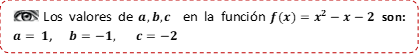 Los valores de a, b, c en la función f(x) = x² − x − 2 son:
a = 1, b = −1, c = −2